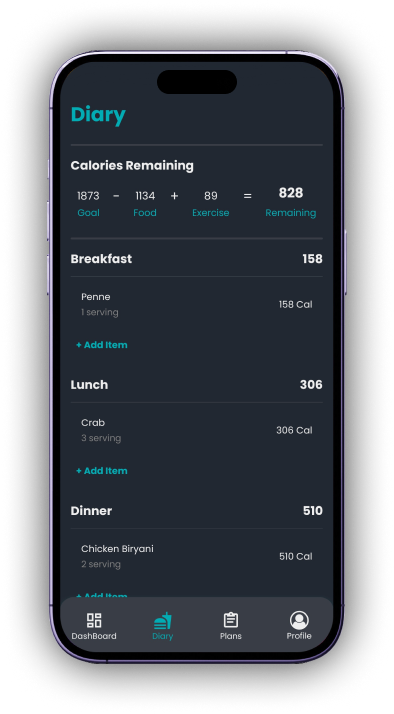 Diary
Calories Remaining
1873 - 1134 + 89 = 828
Goal Food Exercise Remaining
Breakfast 158
Penne
1 serving
158 Cal
+ Add Item
Lunch 306
Crab
3 serving
306 Cal
+ Add Item
Dinner 510
Chicken Biryani
2 serving
510 Cal
+ Add Item
DashBoard Diary Plans Profile